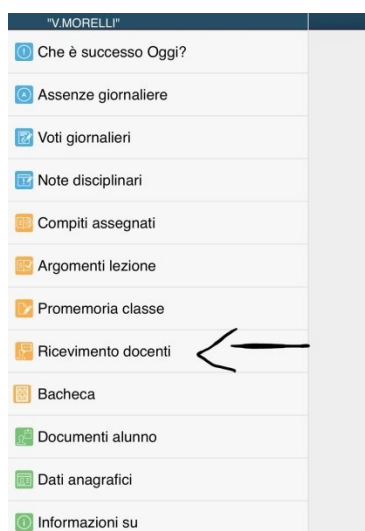 "V.MORELLI"
Che è successo Oggi?
Assenze giornaliere
Voti giornalieri
Note disciplinari
Compiti assegnati
Argomenti lezione
Promemoria classe
Ricevimento docenti
Bacheca
Documenti alunno
Dati anagrafici
Informazioni su